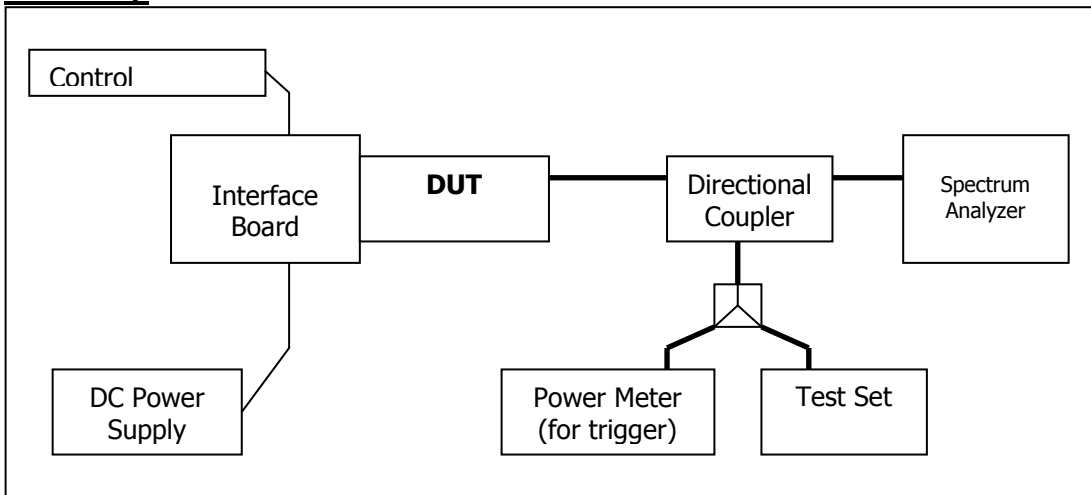 Control
Interface
Board
DUT
Directional
Coupler
Spectrum
Analyzer
DC Power
Supply
Power Meter
(for trigger)
Test Set